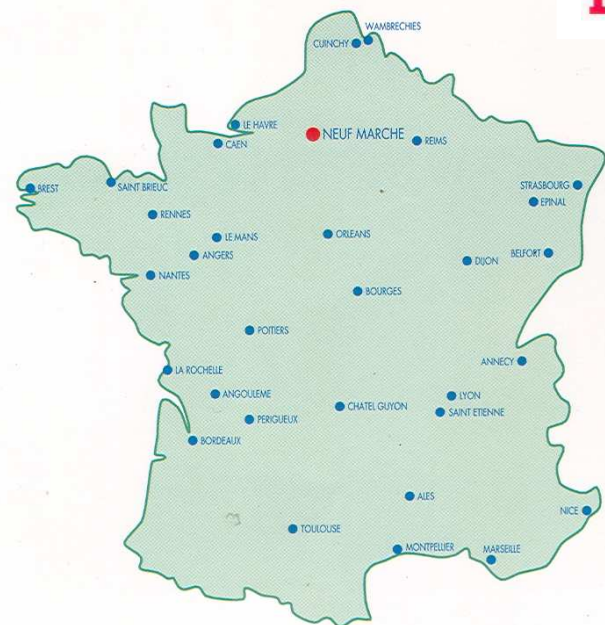 WAMBRECHIES
CUINCHY
LE HAVRE
NEUF MARCHE
CAEN
REIMS
BREST
SAINT BRIEUC
STRASBOURG
EPINAL
RENNES
LE MANS
ORLEANS
ANGERS
BELFORT
DIJON
NANTES
BOURGES
POITIERS
ANNECY
LA ROCHELLE
ANGOULEME
LYON
CHATEL GUYON
SAINT ETIENNE
PERIGUEUX
BORDEAUX
ALES
NICE
TOULOUSE
MONTPELLIER
MARSEILLE